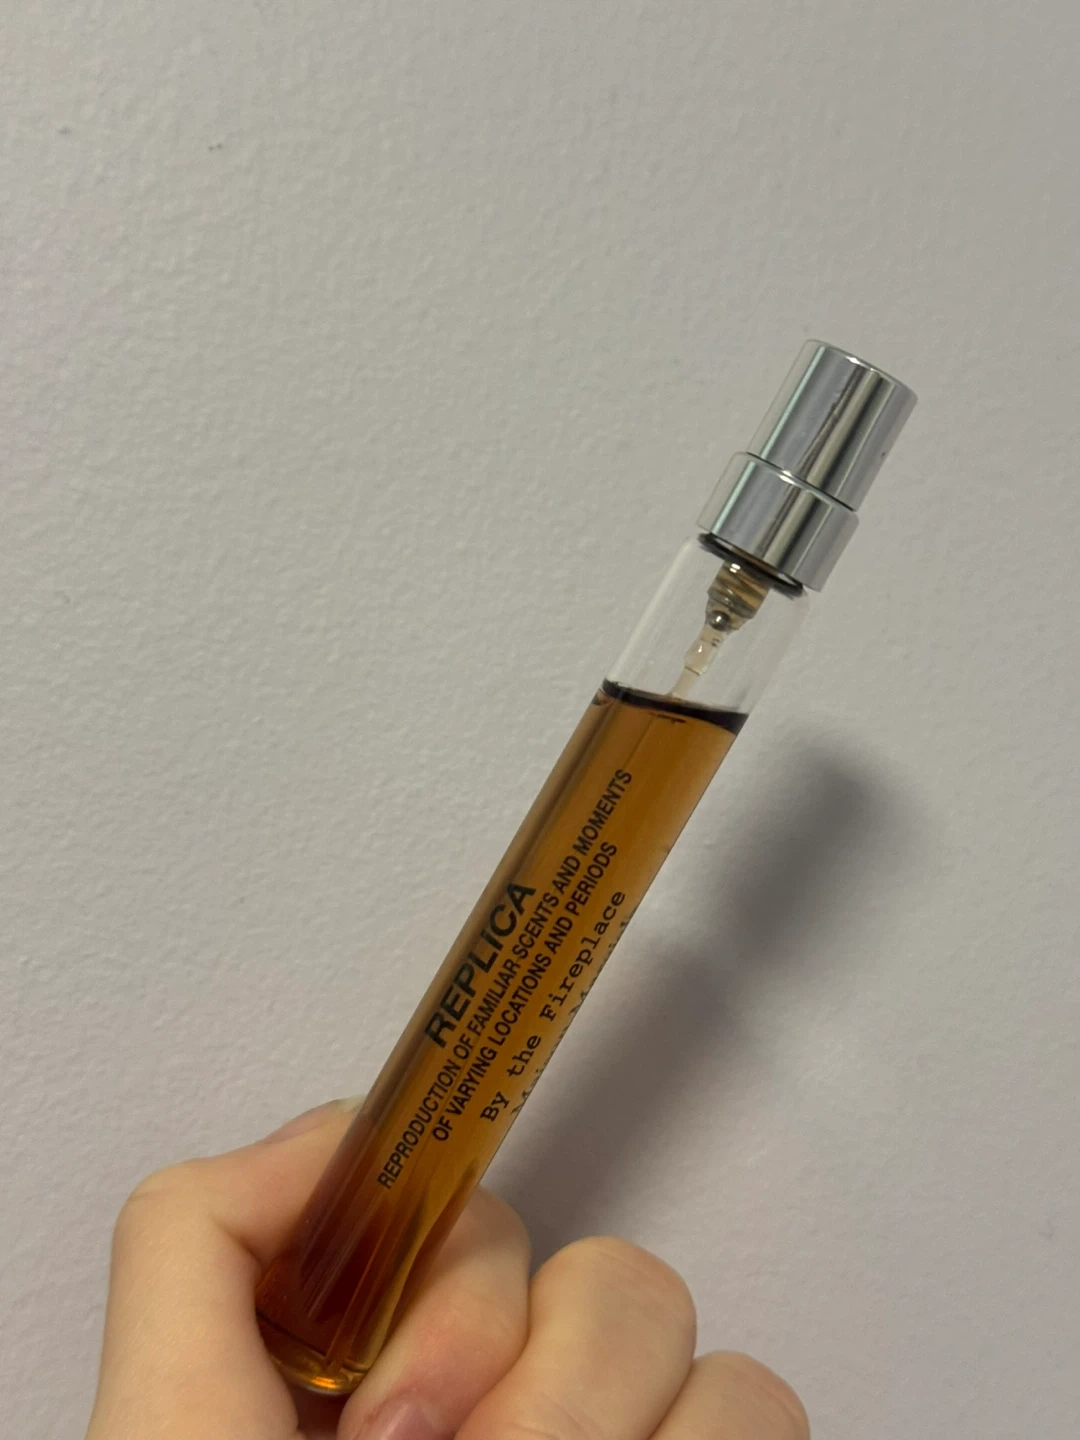 REPLICA
REPRODUCTION OF FAMILIAR SCENTS AND MOMENTS
OF VARYING LOCATIONS AND PERIODS
By the Fireplace